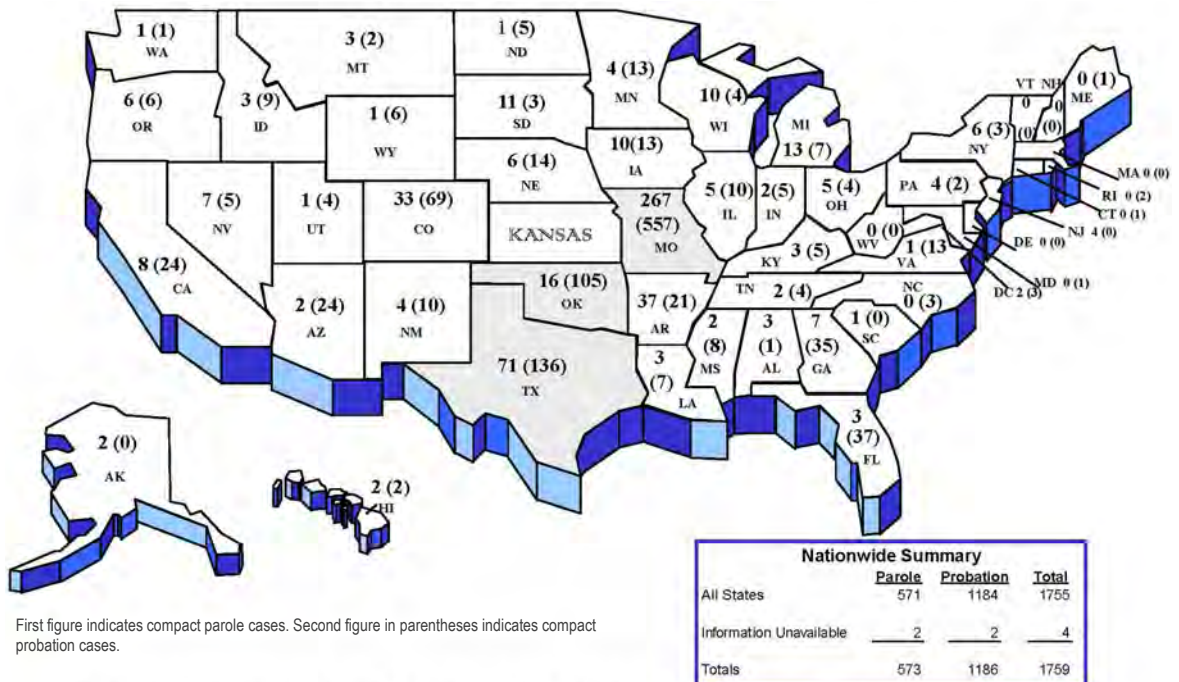 1 (1)
WA
3 (2)
MT
1 (5)
ND
4 (13)
MN
10 (4)
WI
MI
13 (7)
VT NH
0 (1)
ME
0
(0)
0
(0)
6 (6)
OR
3 (9)
ID
1 (6)
WY
11 (3)
SD
6 (3)
NY
MA 0 (0)
RI 0 (2)
CT 0 (1)
NJ 4 (0)
DE 0 (0)
MD 0 (1)
DC 2 (3)
10(13)
IA
6 (14)
NE
7 (5)
NV
1 (4)
UT
33 (69)
CO
KANSAS
267
(557)
MO
5 (10)
IL
2(5)
IN
5 (4)
OH
PA 4 (2)
0 (0)
WV
1 (13
VA
3 (5)
KY
8 (24)
CA
2 (24)
AZ
4 (10)
NM
16 (105)
OK
37 (21)
AR
TN
2 (4)
NC
0 (3)
1 (0)
SC
71 (136)
TX
3
(7)
LA
2
(8)
MS
3
(1)
AL
7
(35)
GA
3
(37)
FL
2 (0)
AK
2 (2)
HI
First figure indicates compact parole cases. Second figure in parentheses indicates compact
probation cases.
Nationwide Summary
Parole Probation Total
All States 571 1184 1755
Information Unavailable 2 2 4
Totals 573 1186 1759